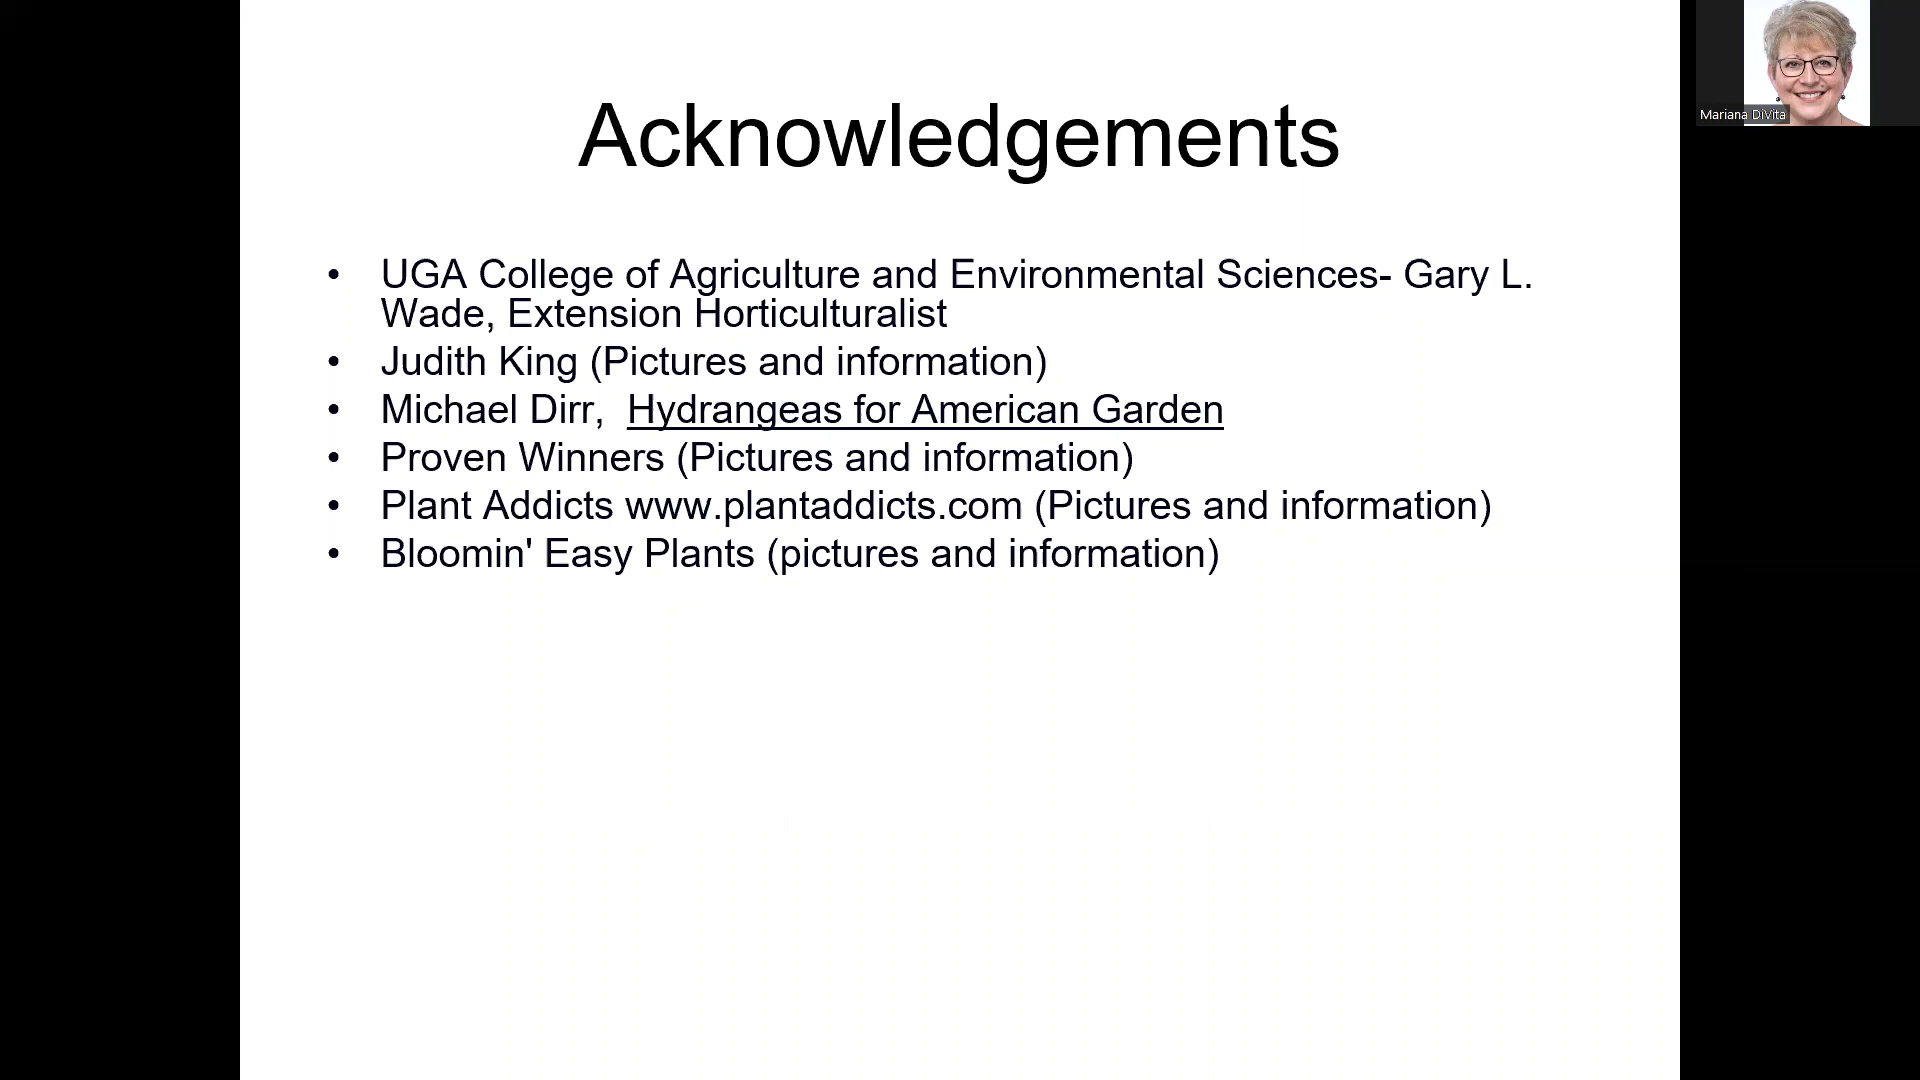 Acknowledgements
• UGA College of Agriculture and Environmental Sciences- Gary L.
Wade, Extension Horticulturalist
• Judith King (Pictures and information)
• Michael Dirr,  Hydrangeas for American Garden
• Proven Winners (Pictures and information)
• Plant Addicts www.plantaddicts.com (Pictures and information)
• Bloomin' Easy Plants (pictures and information)
Mariana DiVita